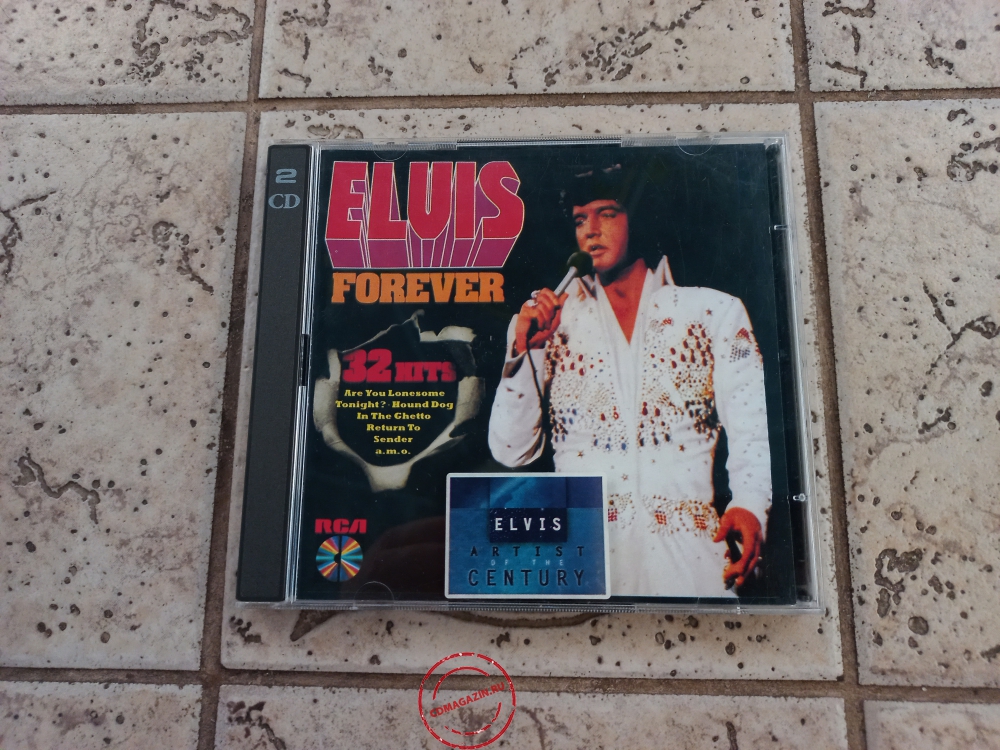 2
CD
ELVIS
FOREVER
32 HITS
Are You Lonesome
Tonight? · Hound Dog
In The Ghetto
Return To
Sender
a.m.o.
RCA
ELVIS
ARTIST
OF THE
CENTURY
CDMAGAZIN.RU